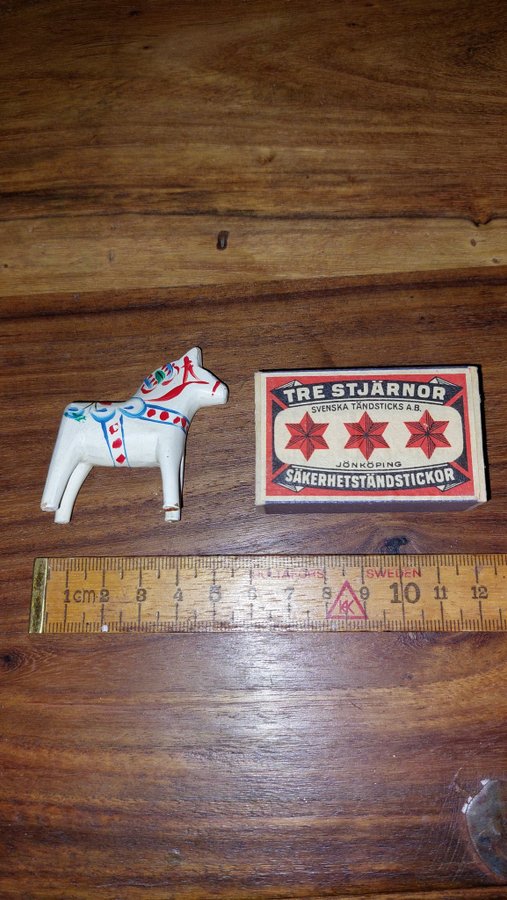 TRE STJÄRNOR
SVENSKA TÄNDSTICKS A.B.
JÖNKÖPING
SÄKERHETSTÄNDSTICKOR
HULTAFORS SWEDEN
1cm 2 3 4 5 6 7 8 9 10 11 12